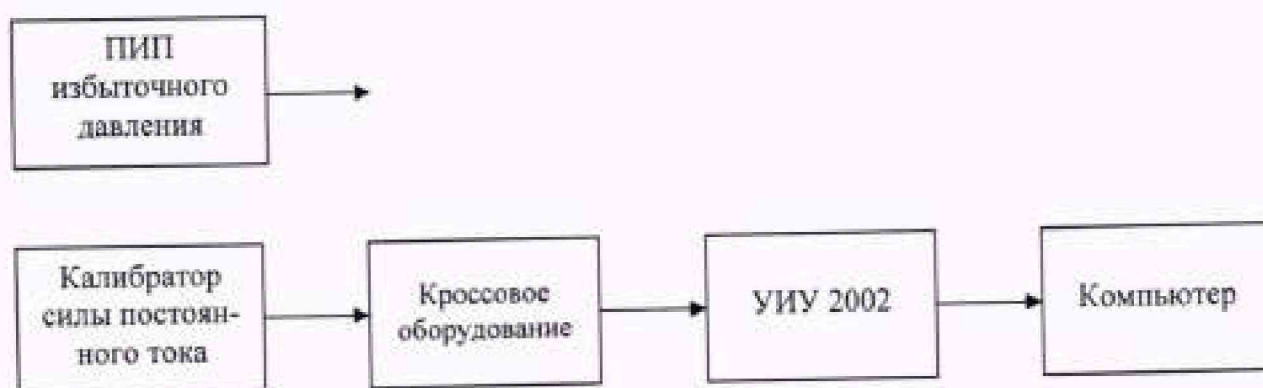 ПИП
избыточного
давления
Калибратор
силы постоян-
ного тока
Кроссовое
оборудование
УИУ 2002
Компьютер